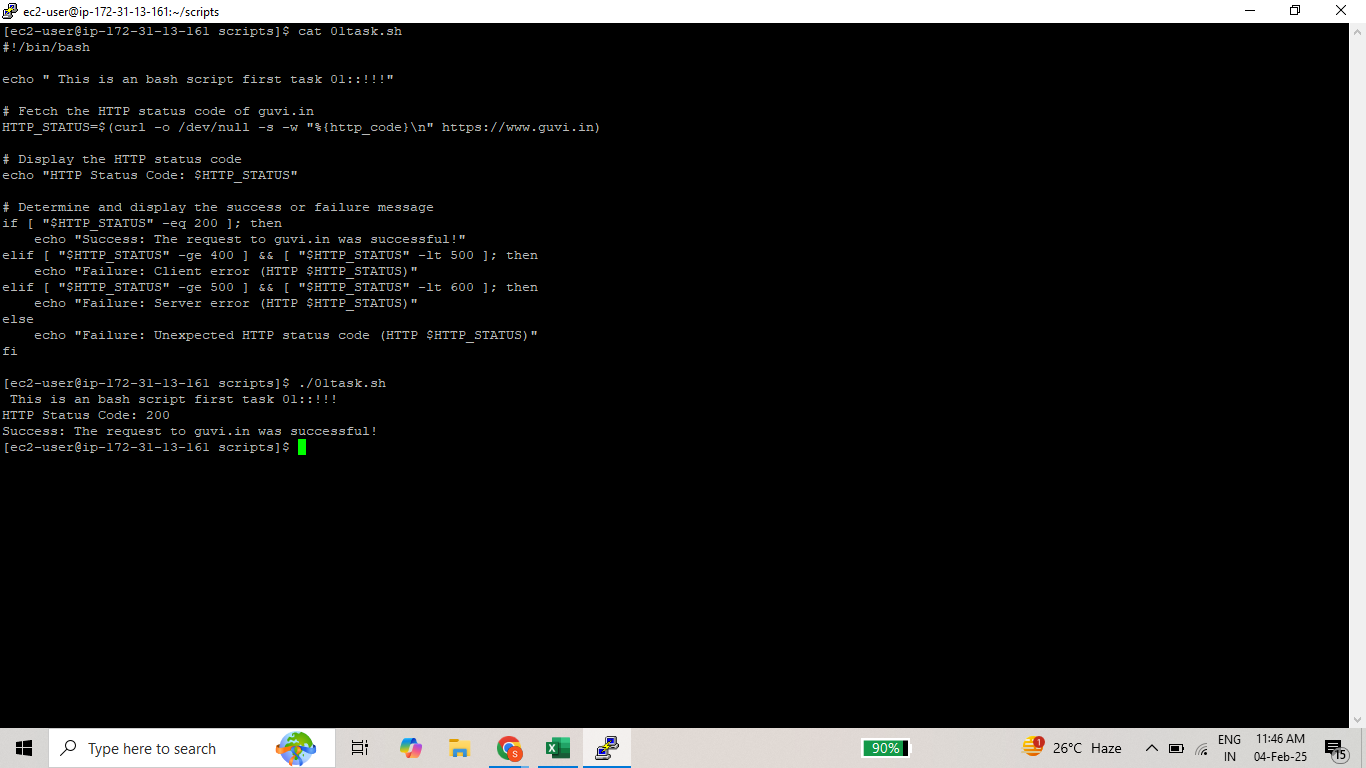 ec2-user@ip-172-31-13-161:~/scripts
[ec2-user@ip-172-31-13-161 scripts]$ cat 01task.sh
#!/bin/bash
echo " This is an bash script first task 01::!!!"
# Fetch the HTTP status code of guvi.in
HTTP_STATUS=$(curl -o /dev/null -s -w "%{http_code}\n" https://www.guvi.in)
# Display the HTTP status code
echo "HTTP Status Code: $HTTP_STATUS"
# Determine and display the success or failure message
if [ "$HTTP_STATUS" -eq 200 ]; then
    echo "Success: The request to guvi.in was successful!"
elif [ "$HTTP_STATUS" -ge 400 ] && [ "$HTTP_STATUS" -lt 500 ]; then
    echo "Failure: Client error (HTTP $HTTP_STATUS)"
elif [ "$HTTP_STATUS" -ge 500 ] && [ "$HTTP_STATUS" -lt 600 ]; then
    echo "Failure: Server error (HTTP $HTTP_STATUS)"
else
    echo "Failure: Unexpected HTTP status code (HTTP $HTTP_STATUS)"
fi
[ec2-user@ip-172-31-13-161 scripts]$ ./01task.sh
 This is an bash script first task 01::!!!
HTTP Status Code: 200
Success: The request to guvi.in was successful!
[ec2-user@ip-172-31-13-161 scripts]$
Type here to search
S
X
90%
1
26°C Haze
ENG
IN
11:46 AM
04-Feb-25
15